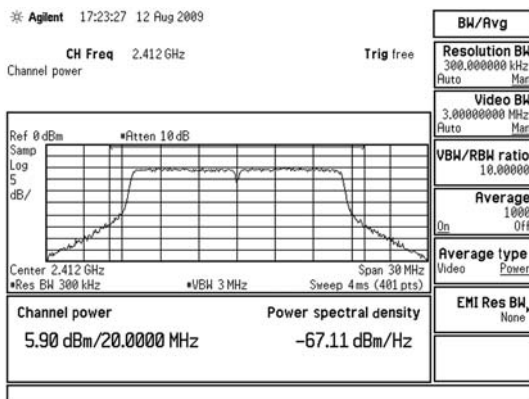 Agilent 17:23:27 12 Aug 2009
CH Freq 2.412 GHz Trig free
Channel power
Ref 0 dBm #Atten 10 dB
Samp
Log
5
dB/
Center 2.412 GHz Span 30 MHz
#Res BW 300 kHz #VBW 3 MHz Sweep 4 ms (401 pts)
Channel power Power spectral density
5.90 dBm/20.0000 MHz -67.11 dBm/Hz
BW/Avg
Resolution BW
300.000000 kHz
Auto Man
Video BW
3.00000000 MHz
Auto Man
VBW/RBW ratio
10.00000
Average
1000
On Off
Average type
Video Power
EMI Res BW
None